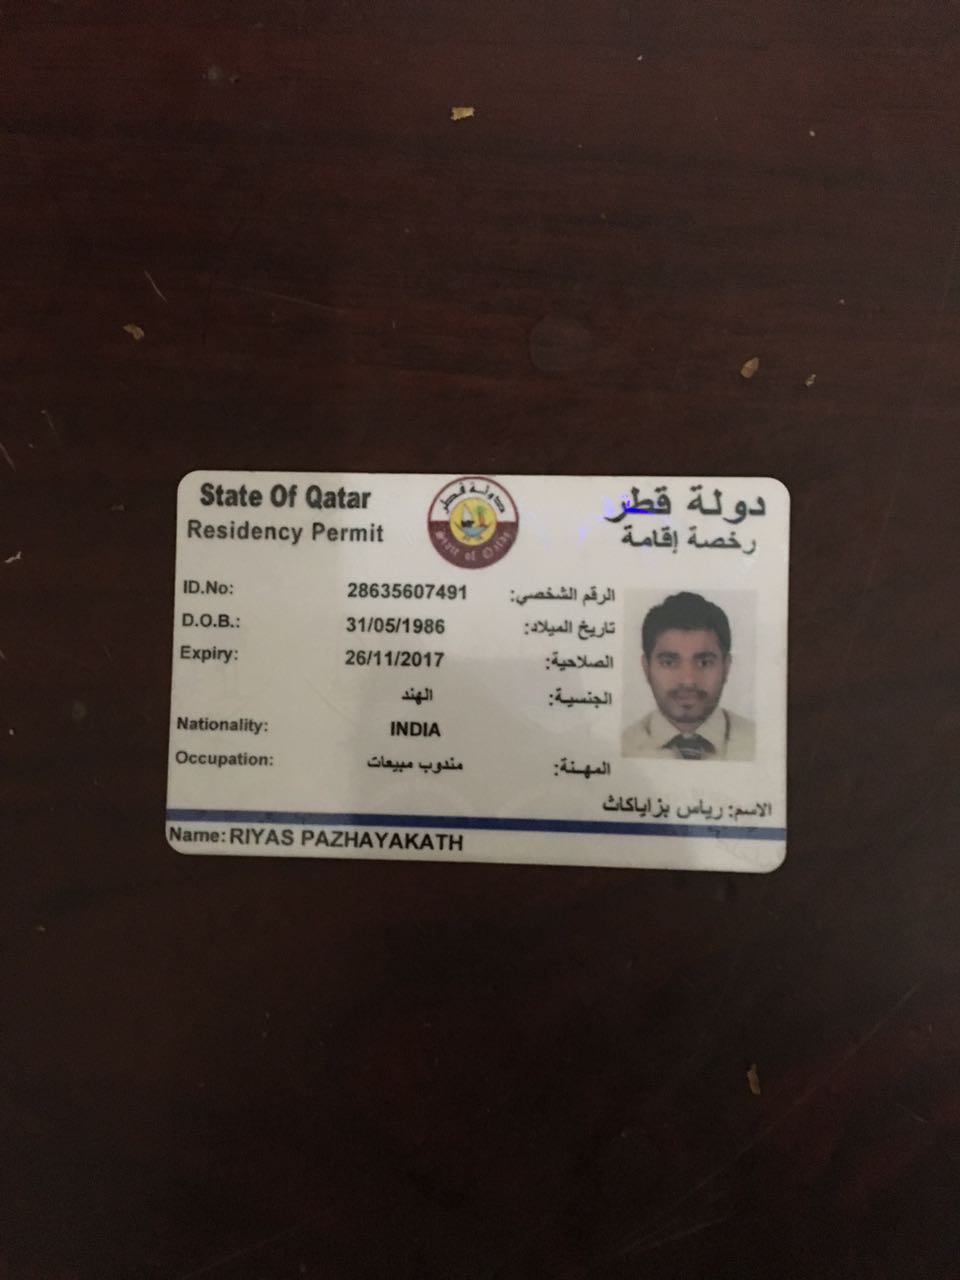 State Of Qatar
دولة قطر
Residency Permit
رخصة إقامة
دولة قطر
State of Qatar
ID.No: 28635607491 الرقم الشخصي:
D.O.B.: 31/05/1986 تاريخ الميلاد:
Expiry: 26/11/2017 الصلاحية:
الهند الجنسية:
Nationality: INDIA
Occupation: مندوب مبيعات المهنة:
الاسم: رياس بزاياكاث
Name: RIYAS PAZHAYAKATH